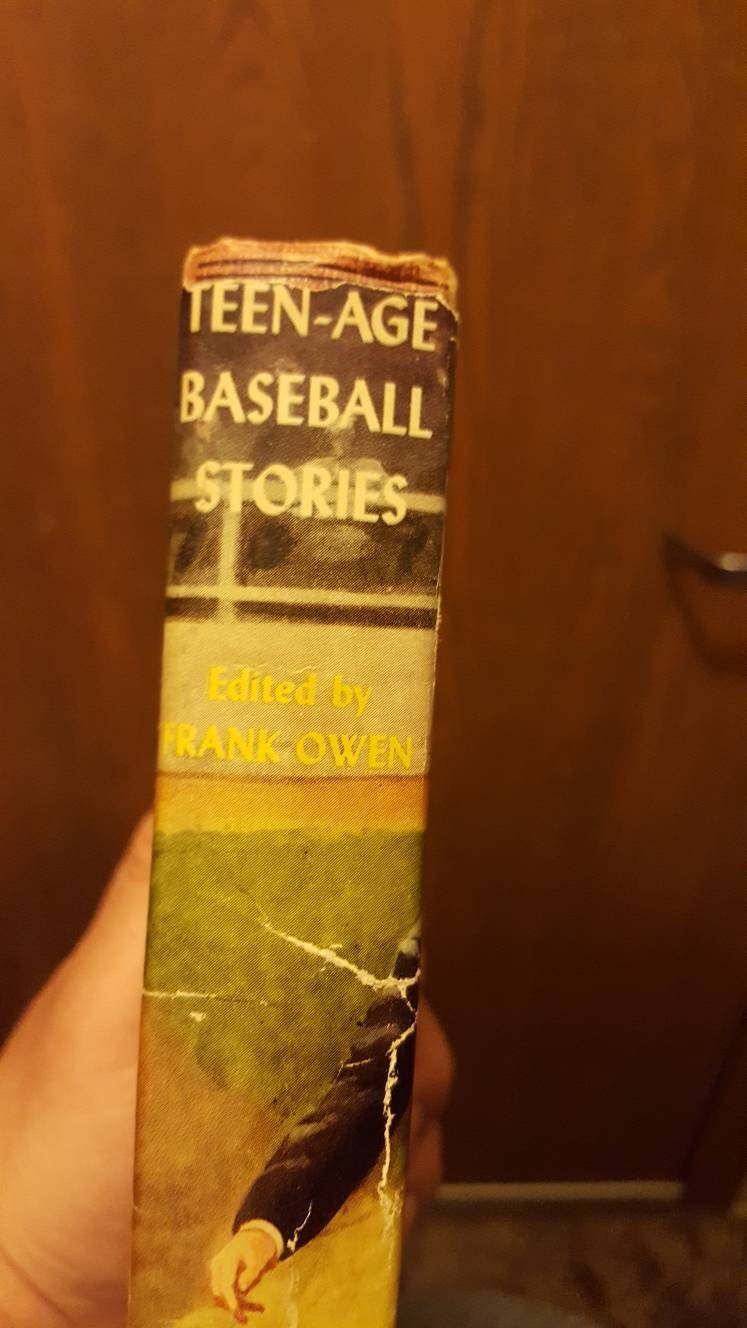 TEEN-AGE
BASEBALL
STORIES
Edited by
FRANK OWEN